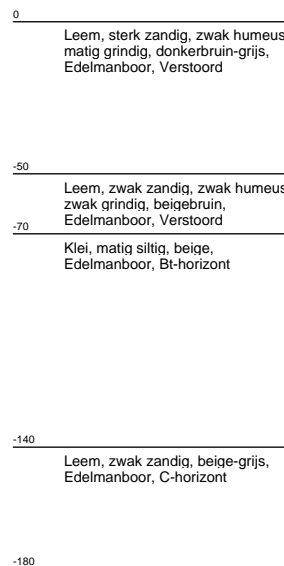 0
Leem, sterk zandig, zwak humeus
matig grindig, donkerbruin-grijs,
Edelmanboor, Verstoord
-50
Leem, zwak zandig, zwak humeus
zwak grindig, beigebruin,
Edelmanboor, Verstoord
-70
Klei, matig siltig, beige,
Edelmanboor, Bt-horizont
-140
Leem, zwak zandig, beige-grijs,
Edelmanboor, C-horizont
-180